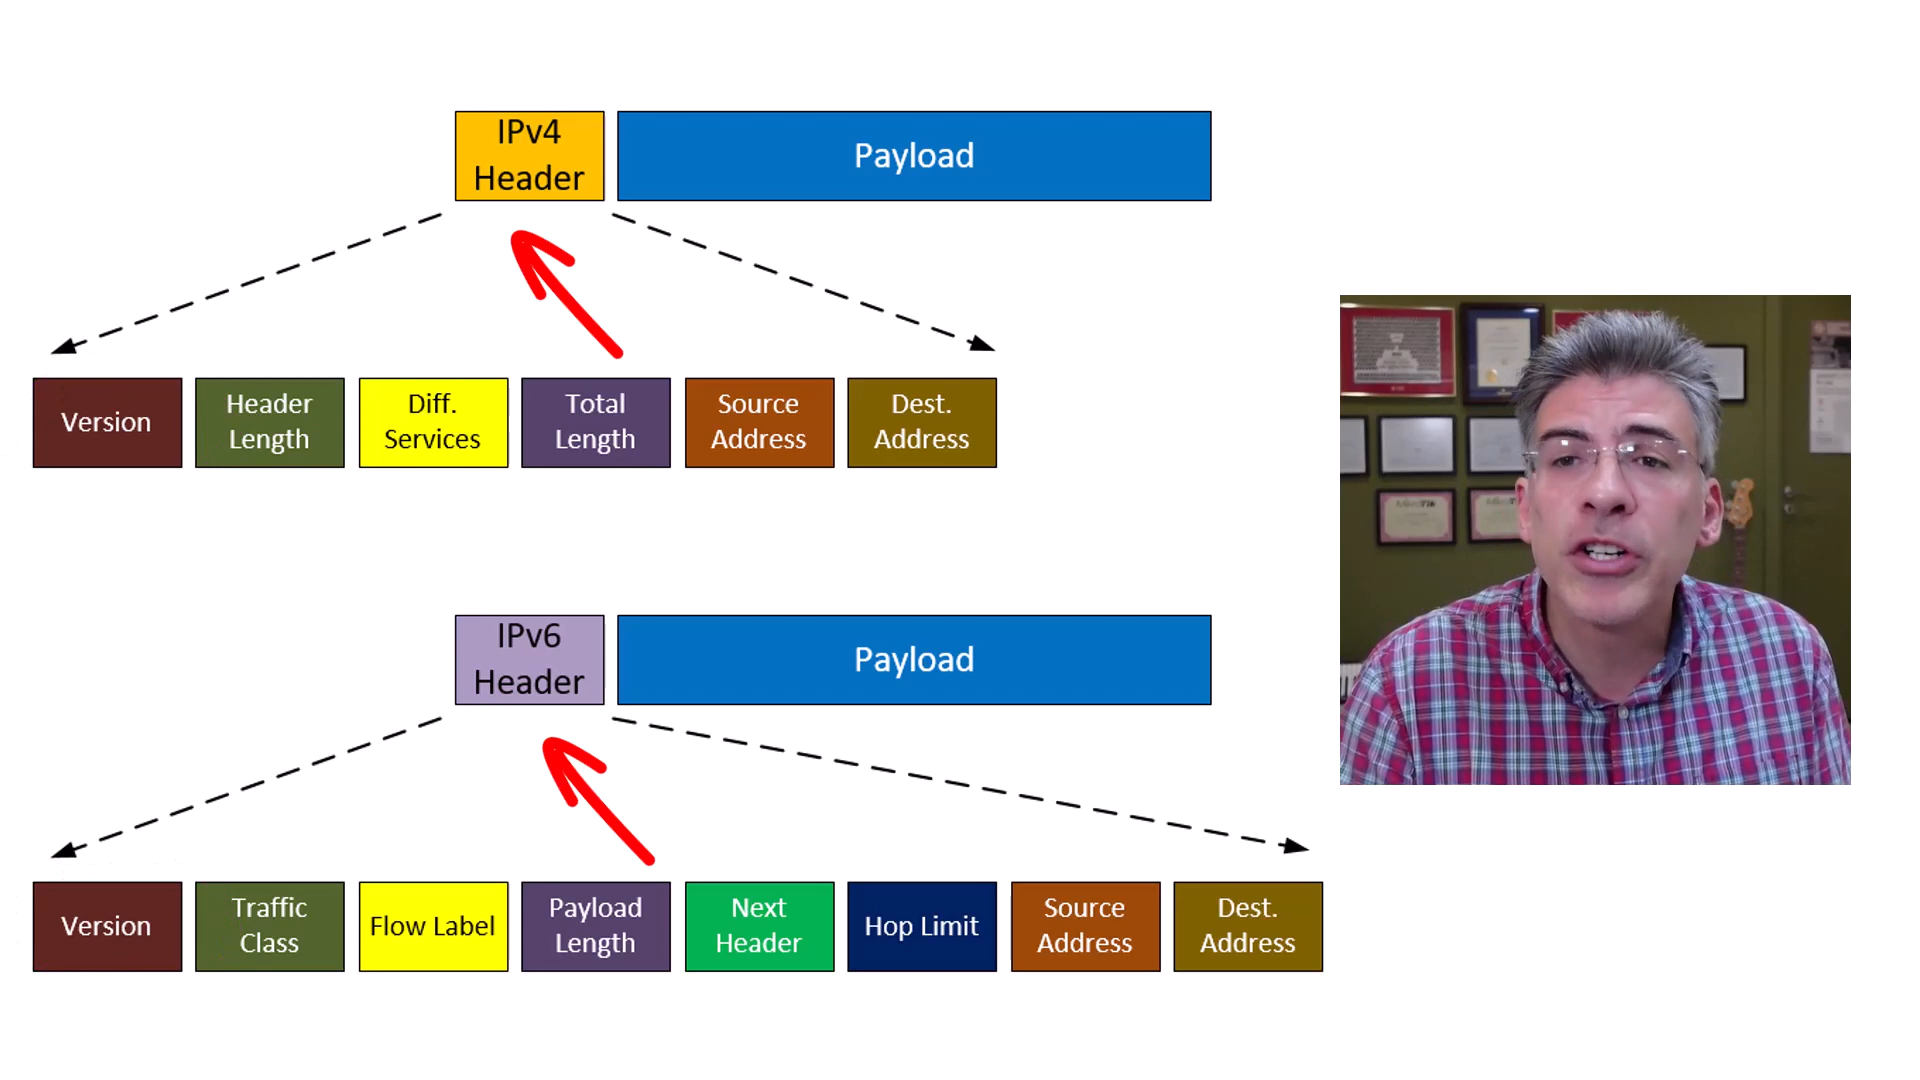 IPv4
Header
Payload
Version
Header
Length
Diff.
Services
Total
Length
Source
Address
Dest.
Address
IPv6
Header
Payload
Version
Traffic
Class
Flow Label
Payload
Length
Next
Header
Hop Limit
Source
Address
Dest.
Address